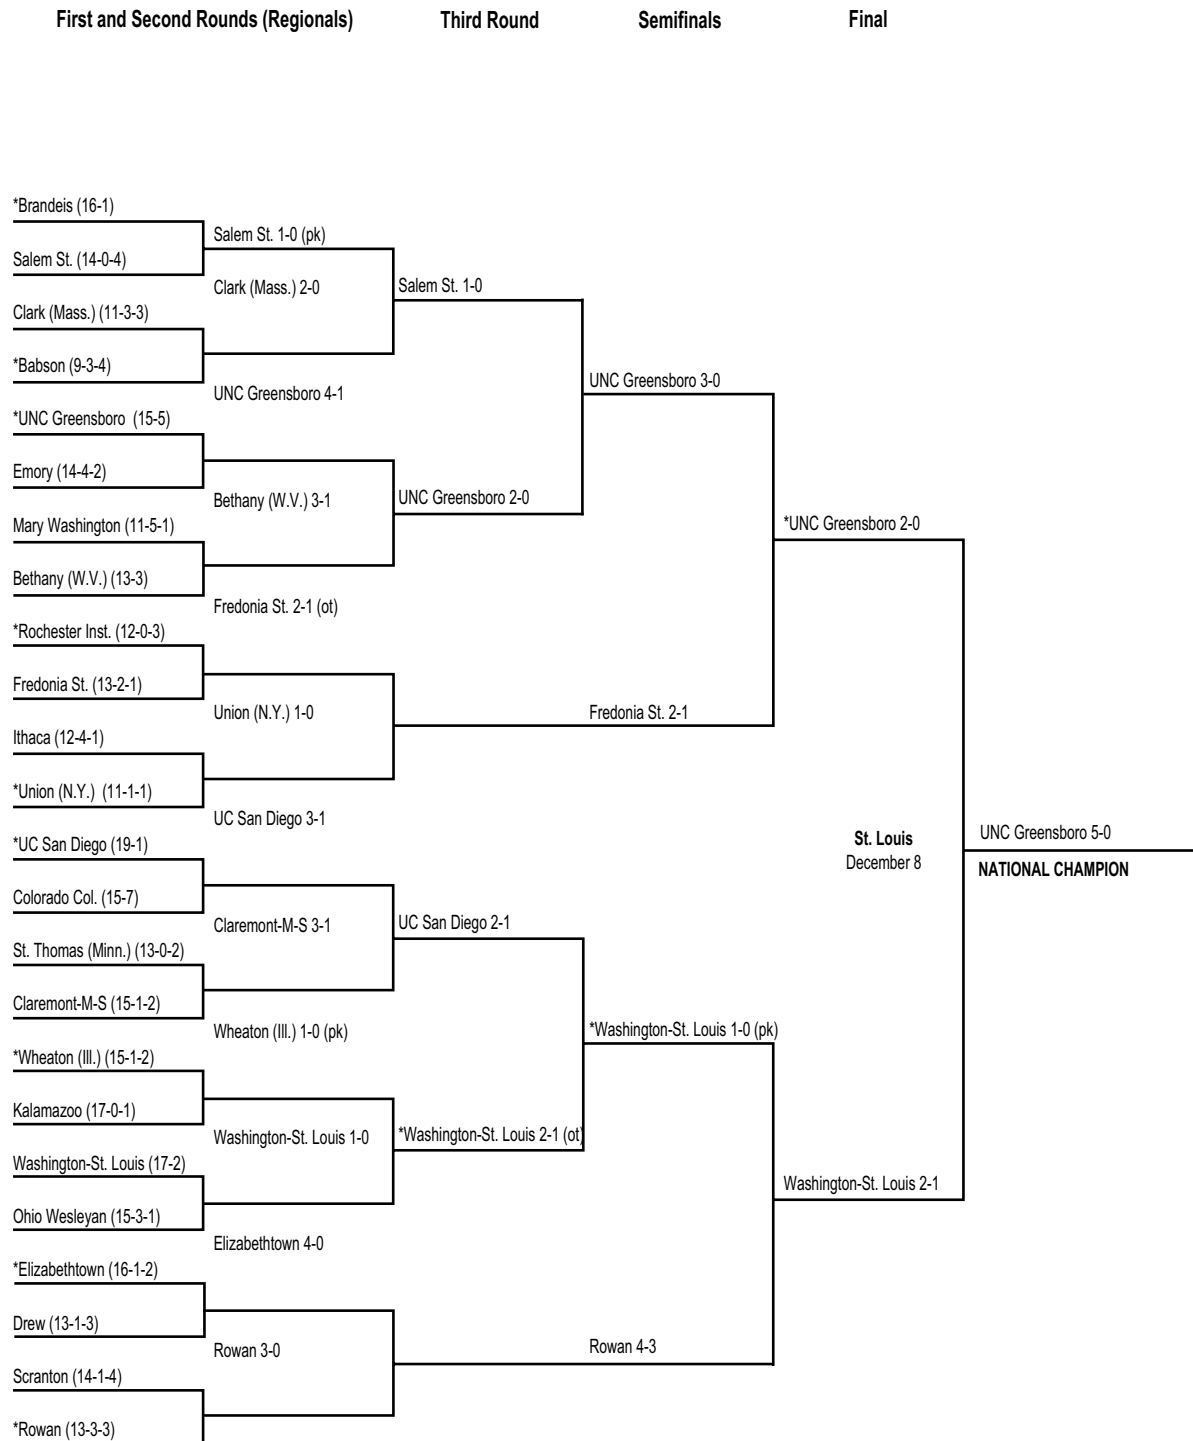 First and Second Rounds (Regionals)
Third Round
Semifinals
Final
*Brandeis (16-1)
Salem St. (14-0-4)
Clark (Mass.) (11-3-3)
*Babson (9-3-4)
*UNC Greensboro (15-5)
Emory (14-4-2)
Mary Washington (11-5-1)
Bethany (W.V.) (13-3)
*Rochester Inst. (12-0-3)
Fredonia St. (13-2-1)
Ithaca (12-4-1)
*Union (N.Y.) (11-1-1)
*UC San Diego (19-1)
Colorado Col. (15-7)
St. Thomas (Minn.) (13-0-2)
Claremont-M-S (15-1-2)
*Wheaton (Ill.) (15-1-2)
Kalamazoo (17-0-1)
Washington-St. Louis (17-2)
Ohio Wesleyan (15-3-1)
*Elizabethtown (16-1-2)
Drew (13-1-3)
Scranton (14-1-4)
*Rowan (13-3-3)
Salem St. 1-0 (pk)
Clark (Mass.) 2-0
UNC Greensboro 4-1
Bethany (W.V.) 3-1
Fredonia St. 2-1 (ot)
Union (N.Y.) 1-0
UC San Diego 3-1
Claremont-M-S 3-1
Wheaton (Ill.) 1-0 (pk)
Washington-St. Louis 1-0
Elizabethtown 4-0
Rowan 3-0
Salem St. 1-0
UNC Greensboro 2-0
UC San Diego 2-1
*Washington-St. Louis 2-1 (ot)
UNC Greensboro 3-0
Fredonia St. 2-1
*Washington-St. Louis 1-0 (pk)
Rowan 4-3
*UNC Greensboro 2-0
Washington-St. Louis 2-1
St. Louis
December 8
UNC Greensboro 5-0
NATIONAL CHAMPION